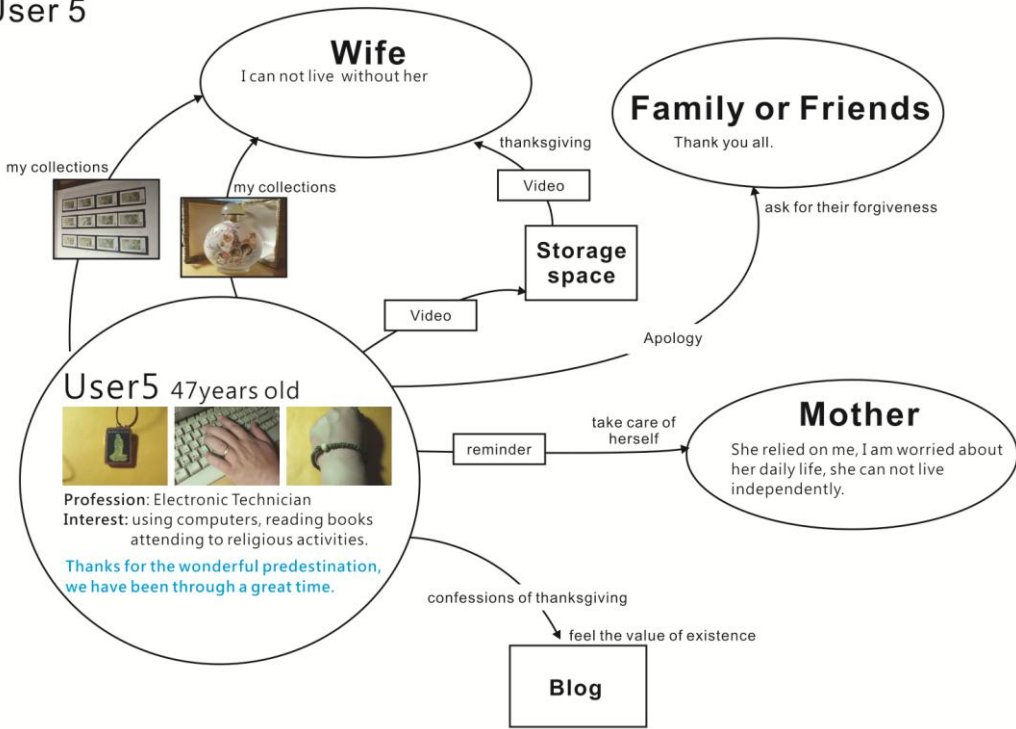 User 5
Wife
I can not live without her
Family or Friends
Thank you all.
my collections
my collections
thanksgiving
Video
Storage
space
Video
ask for their forgiveness
Apology
User5 47years old
Profession: Electronic Technician
Interest: using computers, reading books
attending to religious activities.
Thanks for the wonderful predestination,
we have been through a great time.
reminder
take care of
herself
Mother
She relied on me, I am worried about
her daily life, she can not live
independently.
confessions of thanksgiving
feel the value of existence
Blog